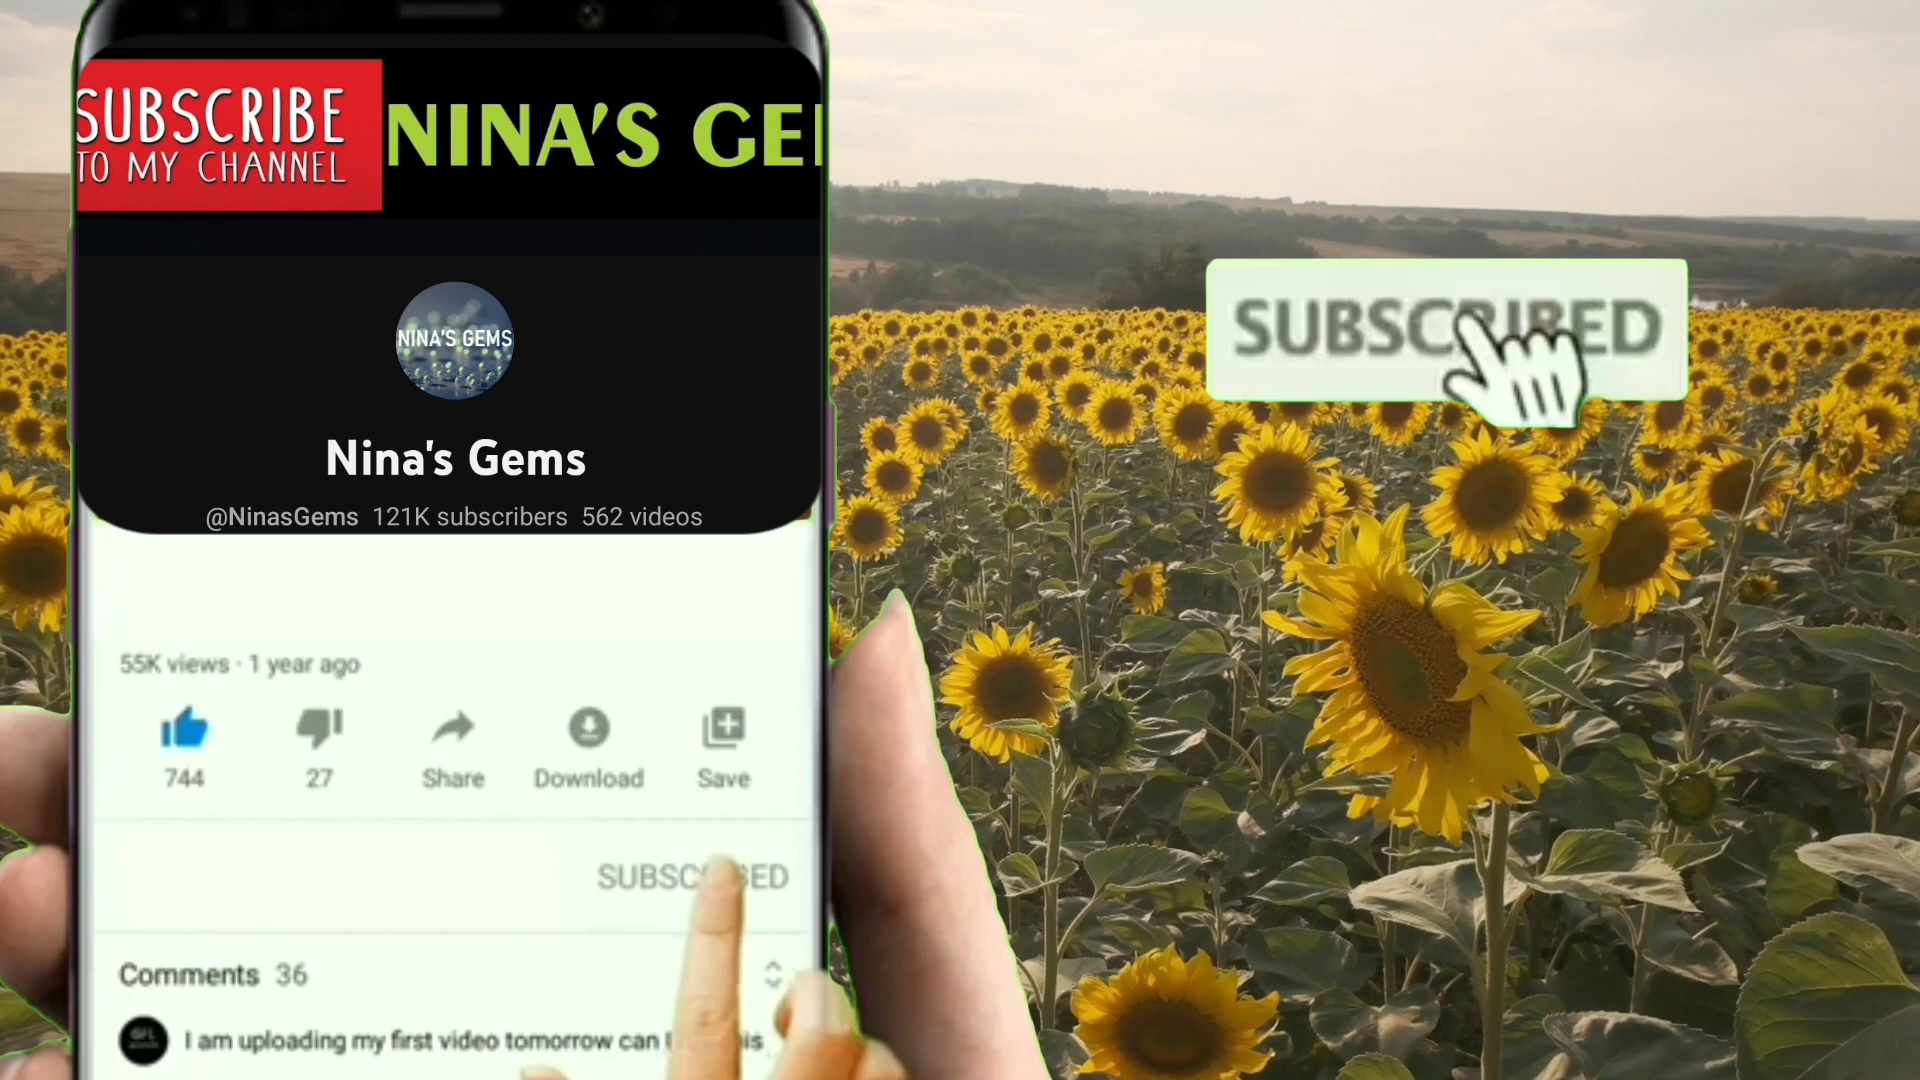 SUBSCRIBE
TO MY CHANNEL
NINA'S GE
NINA'S GEMS
Nina's Gems
@NinasGems 121K subscribers 562 videos
55K views · 1 year ago
744
27
Share
Download
Save
SUBSCRIBED
Comments 36
I am uploading my first video tomorrow can
SUBSCRIBED